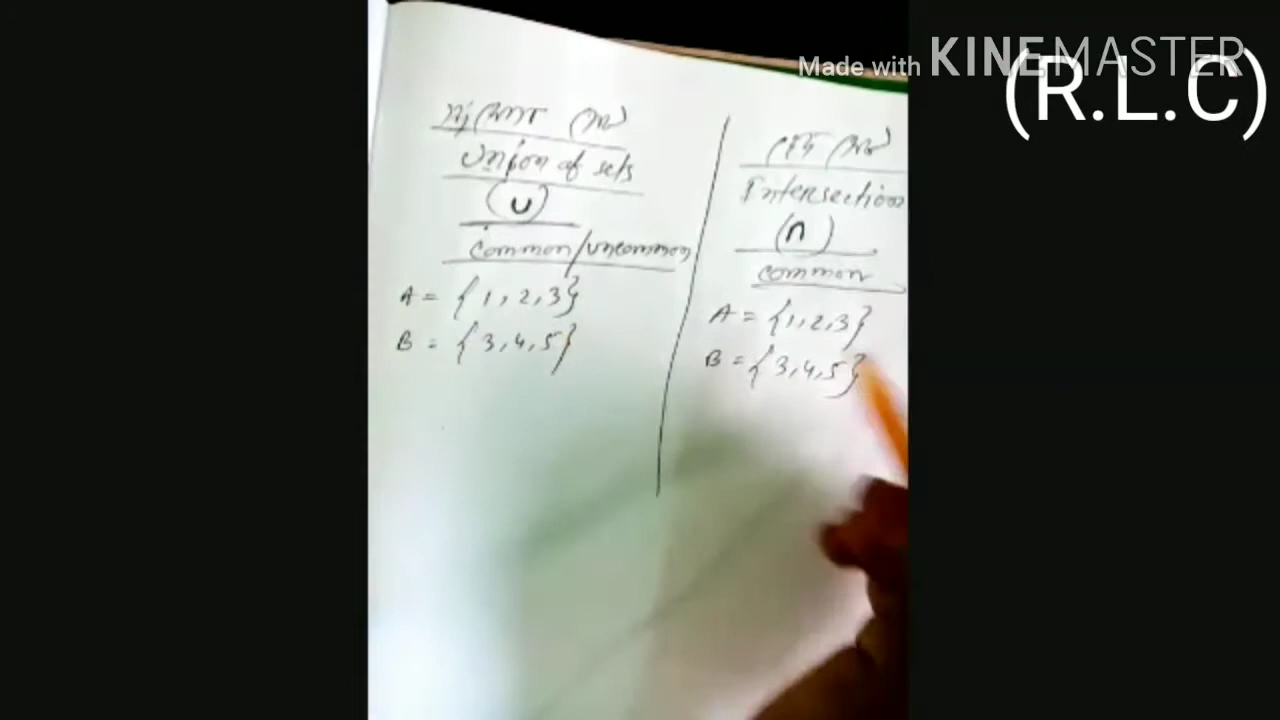 Made with KINEMASTER
(R.L.C)
Union of sets
(∪)
common/uncommon
A = {1, 2, 3}
B = {3, 4, 5}
Intersection
(∩)
common
A = {1, 2, 3}
B = {3, 4, 5}